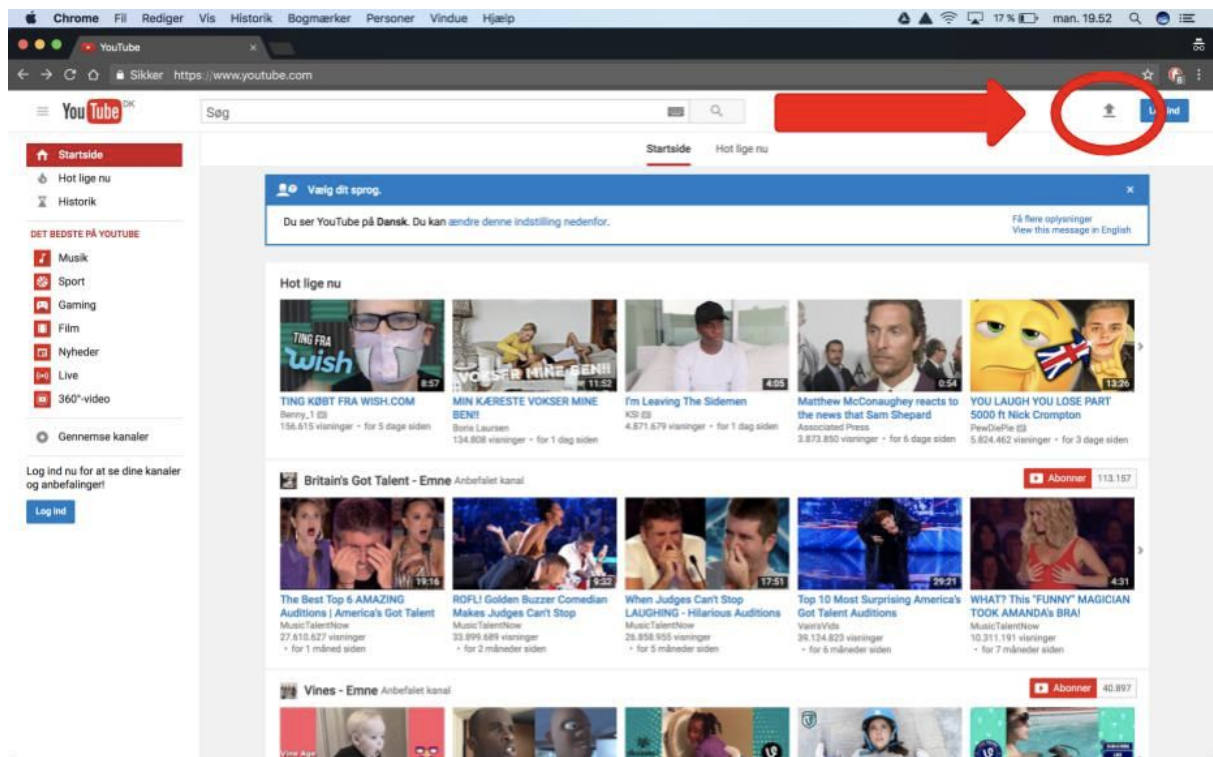 Chrome Fil Rediger Vis Historik Bogmærker Personer Vindue Hjælp 17 % man. 19.52
YouTube
Sikker https://www.youtube.com
YouTube DK
Søg
Log ind
Startside Hot lige nu
Startside
Hot lige nu
Historik
DET BEDSTE PÅ YOUTUBE
Musik
Sport
Gaming
Film
Nyheder
Live
360°-video
Gennemse kanaler
Log ind nu for at se dine kanaler
og anbefalinger!
Log ind
Vælg dit sprog.
Du ser YouTube på Dansk. Du kan ændre denne indstilling nedenfor.
Få flere oplysninger
View this message in English
Hot lige nu
TING FRA
wish
8:57
TING KØBT FRA WISH.COM
Benny_1
156.615 visninger • for 5 dage siden
VOKSER MINE BEN!!
11:52
MIN KÆRESTE VOKSER MINE
BEN!!
Boris Laursen
134.808 visninger • for 1 dag siden
4:05
I'm Leaving The Sidemen
KSI
4.871.679 visninger • for 1 dag siden
0:54
Matthew McConaughey reacts to
the news that Sam Shepard
Associated Press
3.873.850 visninger • for 6 dage siden
13:26
YOU LAUGH YOU LOSE PART
5000 ft Nick Crompton
PewDiePie
5.824.462 visninger • for 3 dage siden
Britain's Got Talent - Emne Anbefalet kanal
Abonner 113.157
19:16
The Best Top 6 AMAZING
Auditions | America's Got Talent
MusicTalentNow
27.610.627 visninger
• for 1 måned siden
9:32
ROFL! Golden Buzzer Comedian
Makes Judges Can't Stop
MusicTalentNow
33.899.689 visninger
• for 2 måneder siden
17:51
When Judges Can't Stop
LAUGHING - Hilarious Auditions
MusicTalentNow
26.858.955 visninger
• for 5 måneder siden
29:21
Top 10 Most Surprising America's
Got Talent Auditions
VainsVids
39.124.823 visninger
• for 6 måneder siden
4:31
WHAT? This "FUNNY" MAGICIAN
TOOK AMANDA's BRA!
MusicTalentNow
10.311.191 visninger
• for 7 måneder siden
Vines - Emne Anbefalet kanal
Abonner 40.897
Vine Age